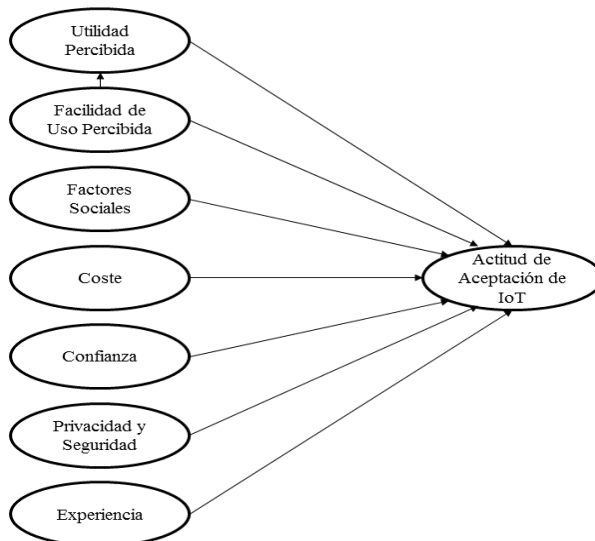 Utilidad
Percibida
Facilidad de
Uso Percibida
Factores
Sociales
Coste
Actitud de
Aceptación de
IoT
Confianza
Privacidad y
Seguridad
Experiencia